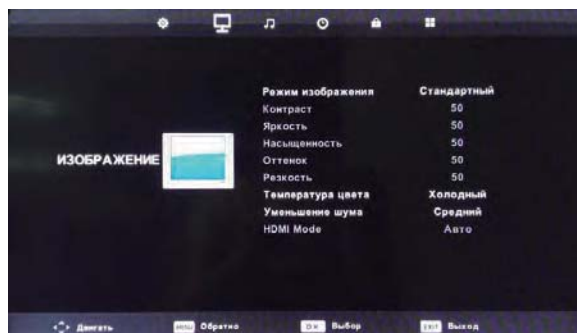 Режим изображения Стандартный
Контраст 50
Яркость 50
Насыщенность 50
ИЗОБРАЖЕНИЕ
Оттенок 50
Резкость 50
Температура цвета Холодный
Уменьшение шума Средний
HDMI Mode Авто
Двигать MENU Обратно OK Выбор EXIT Выход